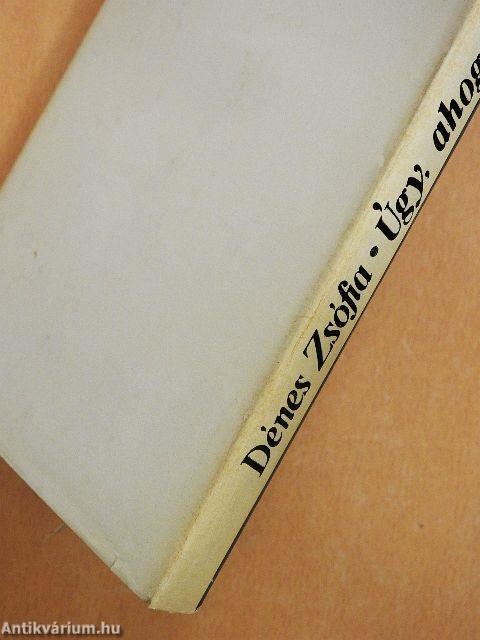 Dénes Zsófia • Úgy, ahog
Antikvárium.hu